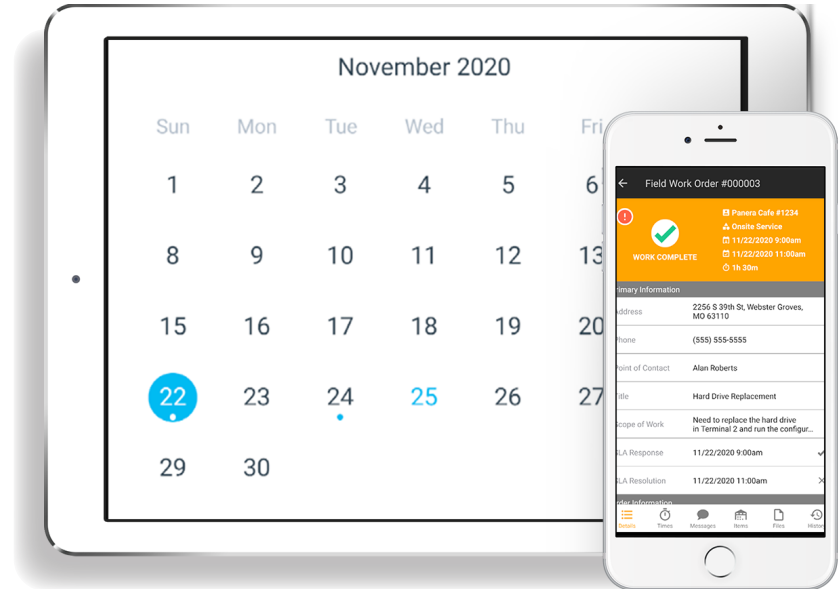 November 2020
Sun Mon Tue Wed Thu Fri
1 2 3 4 5 6
8 9 10 11 12 13
15 16 17 18 19 20
22 23 24 25 26 27
29 30
Field Work Order #000003
Panera Cafe #1234
Onsite Service
11/22/2020 9:00am
11/22/2020 11:00am
1h 30m
WORK COMPLETE
rimary Information
Address
2256 S 39th St, Webster Groves,
MO 63110
Phone (555) 555-5555
Point of Contact Alan Roberts
Title Hard Drive Replacement
Scope of Work
Need to replace the hard drive
in Terminal 2 and run the configur...
SLA Response 11/22/2020 9:00am
SLA Resolution 11/22/2020 11:00am
rder Information
Details Times Messages Items Files History